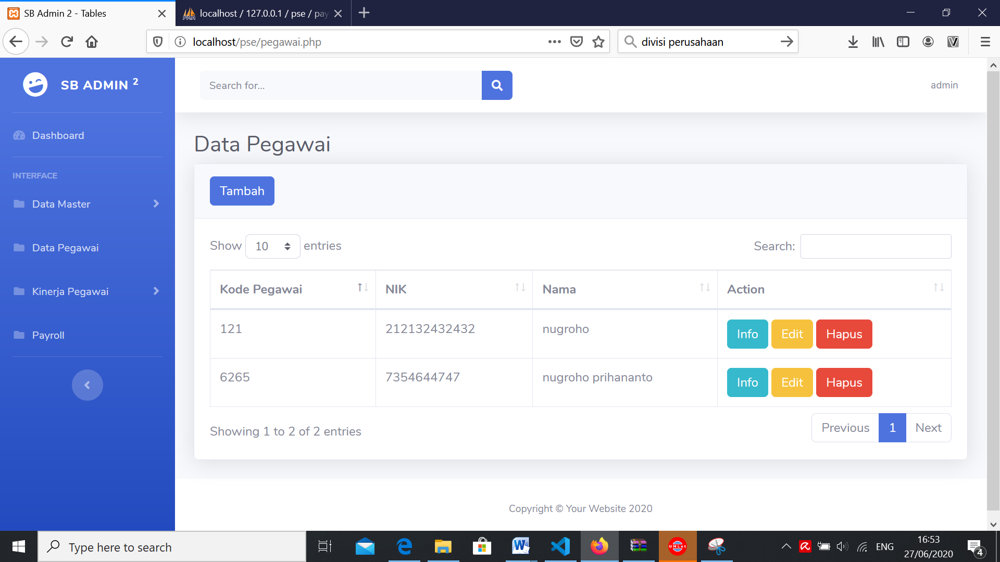 SB Admin 2 - Tables
localhost / 127.0.0.1 / pse / pay
localhost/pse/pegawai.php
divisi perusahaan
SB ADMIN 2
Search for...
admin
Dashboard
INTERFACE
Data Master
Data Pegawai
Kinerja Pegawai
Payroll
Data Pegawai
Tambah
Show 10 entries
Search:
Kode Pegawai NIK Nama Action
121 212132432432 nugroho Info Edit Hapus
6265 7354644747 nugroho prihananto Info Edit Hapus
Showing 1 to 2 of 2 entries
Previous 1 Next
Copyright © Your Website 2020
Type here to search
UMLet
ENG
16:53
27/06/2020
4